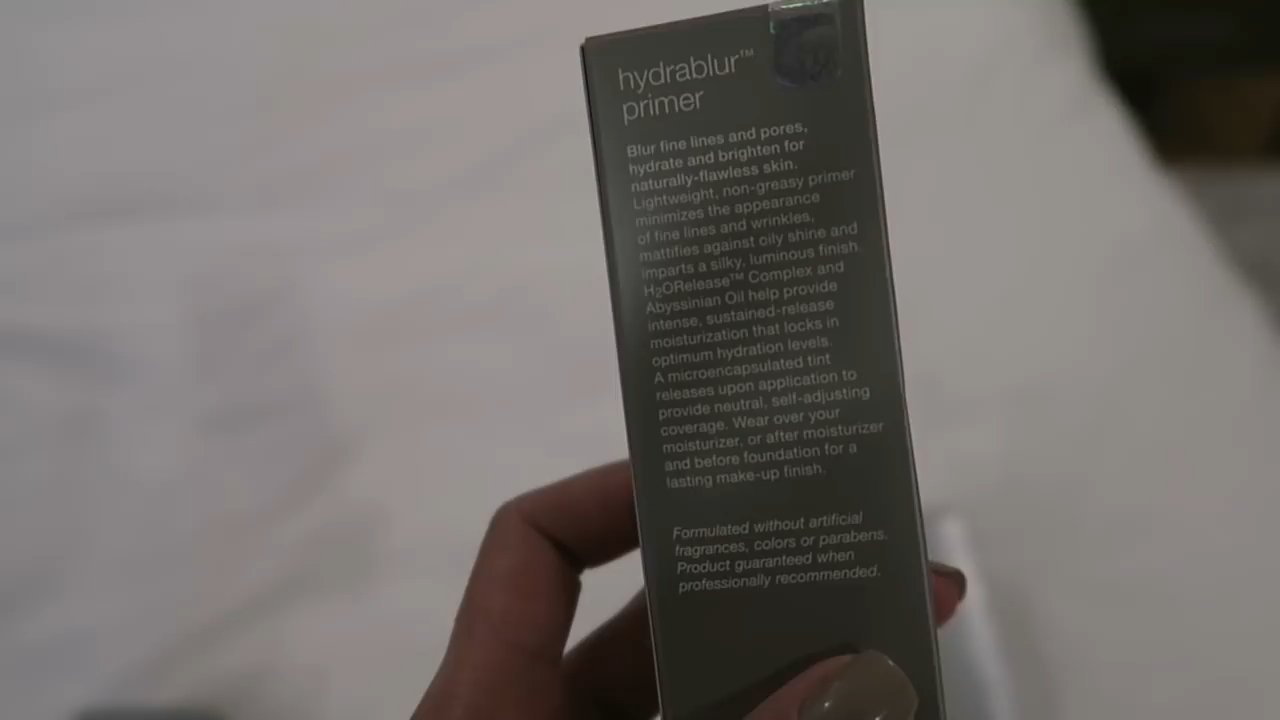 hydrablur™
primer
Blur fine lines and pores,
hydrate and brighten for
naturally-flawless skin.
Lightweight, non-greasy primer
minimizes the appearance
of fine lines and wrinkles,
mattifies against oily shine and
imparts a silky, luminous finish.
H₂ORelease™ Complex and
Abyssinian Oil help provide
intense, sustained-release
moisturization that locks in
optimum hydration levels.
A microencapsulated tint
releases upon application to
provide neutral, self-adjusting
coverage. Wear over your
moisturizer, or after moisturizer
and before foundation for a
lasting make-up finish.
Formulated without artificial
fragrances, colors or parabens.
Product guaranteed when
professionally recommended.